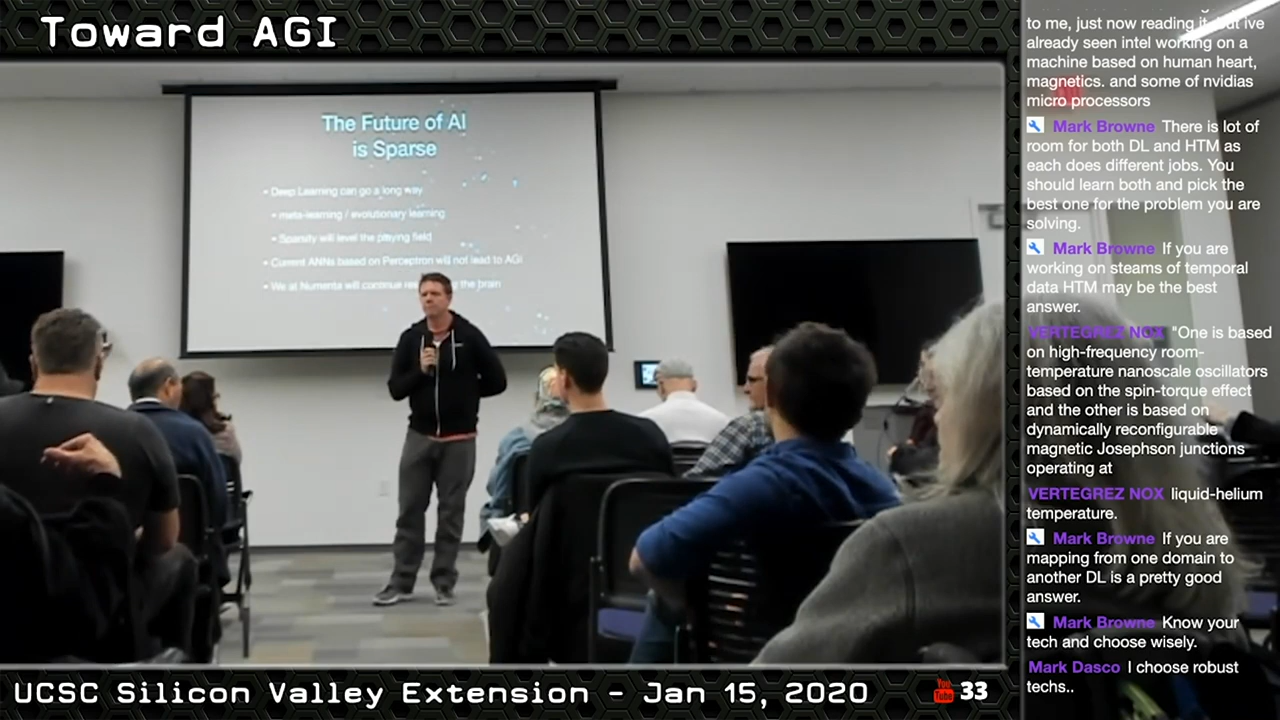 Toward AGI
The Future of AI
is Sparse
• Deep Learning can go a long way
• meta-learning / evolutionary learning
• Sparsity will level the playing field
• Current ANNs based on Perceptron will not lead to AGI
• We at Numenta will continue the brain
to me, just now reading it, but ive
already seen intel working on a
machine based on human heart,
magnetics. and some of nvidias
micro processors
Mark Browne There is lot of
room for both DL and HTM as
each does different jobs. You
should learn both and pick the
best one for the problem you are
solving.
Mark Browne If you are
working on steams of temporal
data HTM may be the best
answer.
VERTEGREZ NOX "One is based
on high-frequency room-
temperature nanoscale oscillators
based on the spin-torque effect
and the other is based on
dynamically reconfigurable
magnetic Josephson junctions
operating at
VERTEGREZ NOX liquid-helium
temperature.
Mark Browne If you are
mapping from one domain to
another DL is a pretty good
answer.
Mark Browne Know your
tech and choose wisely.
Mark Dasco I choose robust
techs..
UCSC Silicon Valley Extension - Jan 15, 2020
You
Tube
33